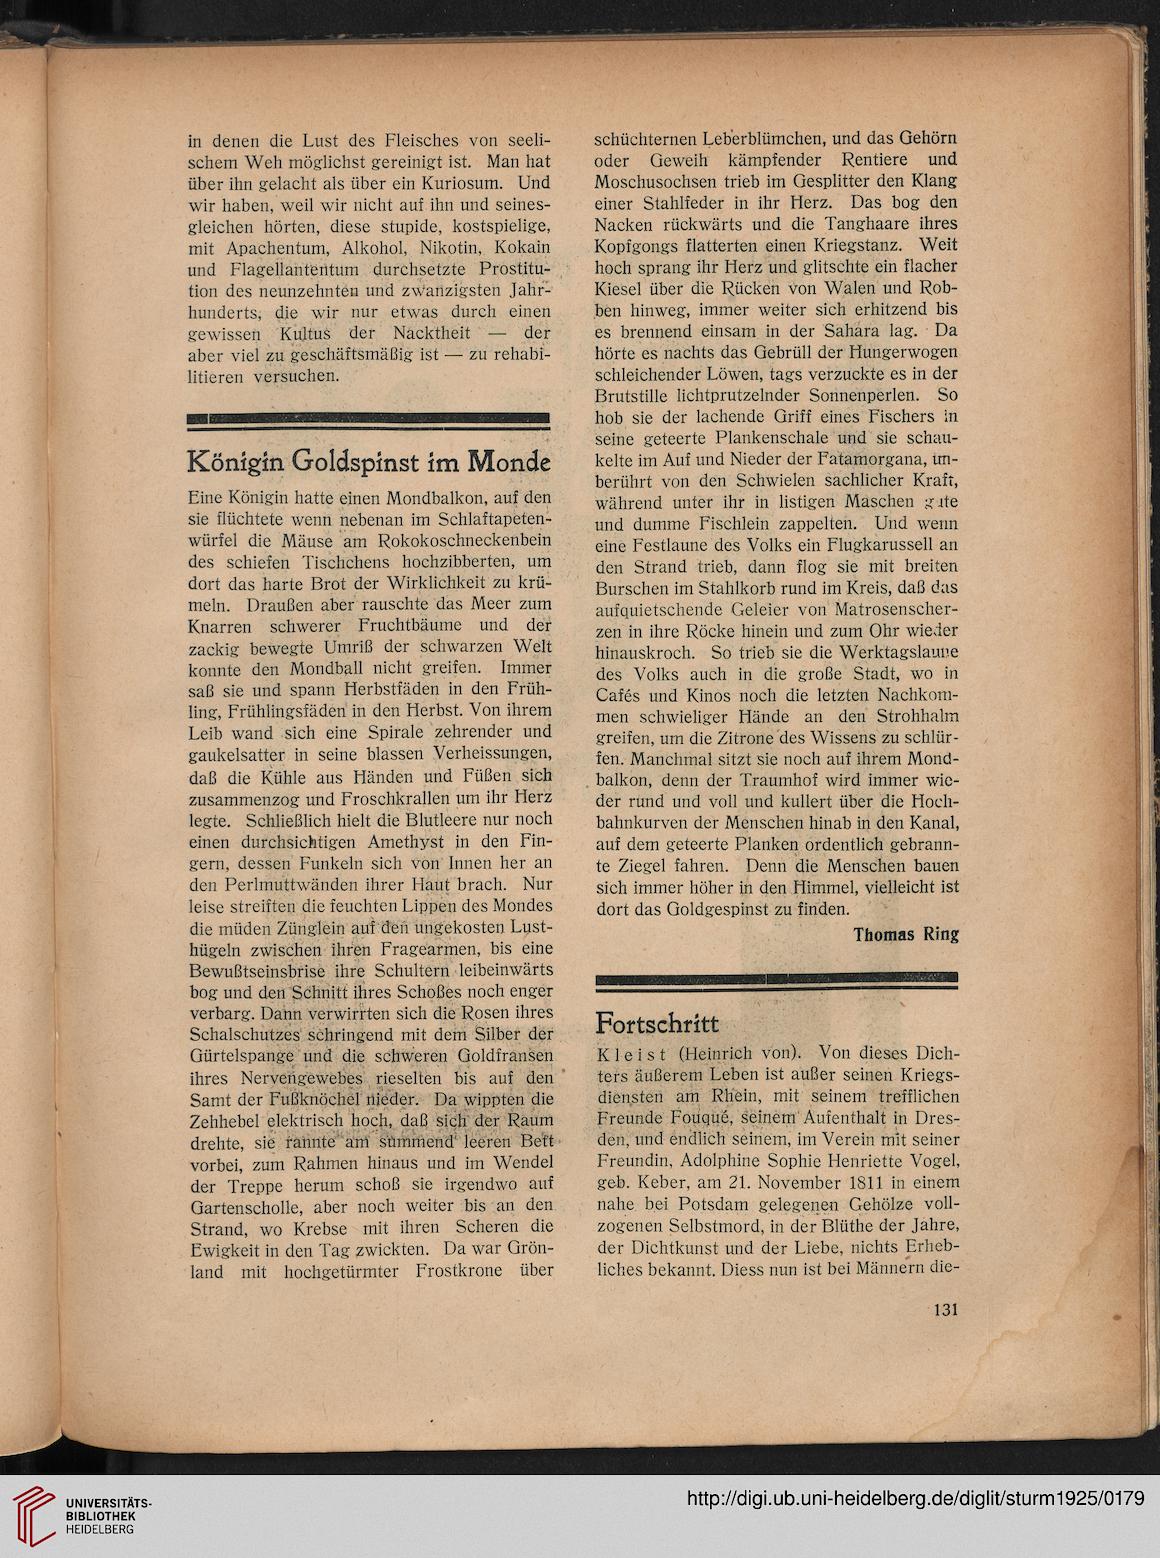 in denen die Lust des Fleisches von seeli-
schem Weh möglichst gereinigt ist. Man hat
über ihn gelacht als über ein Kuriosum. Und
wir haben, weil wir nicht auf ihn und seines-
gleichen hörten, diese stupide, kostspielige,
mit Apachentum, Alkohol, Nikotin, Kokain
und Flagellantentum durchsetzte Prostitu-
tion des neunzehnten und zwanzigsten Jahr-
hunderts, die wir nur etwas durch einen
gewissen Kultus der Nacktheit — der
aber viel zu geschäftsmäßig ist — zu rehabi-
litieren versuchen.
Königin Goldspinst im Monde
Eine Königin hatte einen Mondbalkon, auf den
sie flüchtete wenn nebenan im Schlaftapeten-
würfel die Mäuse am Rokokoschneckenbein
des schiefen Tischchens hochzibberten, um
dort das harte Brot der Wirklichkeit zu krü-
meln. Draußen aber rauschte das Meer zum
Knarren schwerer Fruchtbäume und der
zackig bewegte Umriß der schwarzen Welt
konnte den Mondball nicht greifen. Immer
saß sie und spann Herbstfäden in den Früh-
ling, Frühlingsfäden in den Herbst. Von ihrem
Leib wand sich eine Spirale zehrender und
gaukelsatter in seine blassen Verheissungen,
daß die Kühle aus Händen und Füßen sich
zusammenzog und Froschkrallen um ihr Herz
legte. Schließlich hielt die Blutleere nur noch
einen durchsichtigen Amethyst in den Fin-
gern, dessen Funkeln sich von Innen her an
den Perlmuttwänden ihrer Haut brach. Nur
leise streiften die feuchten Lippen des Mondes
die müden Zünglein auf den ungekosten Lust-
hügeln zwischen ihren Fragearmen, bis eine
Bewußtseinsbrise ihre Schultern leibeinwärts
bog und den Schnitt ihres Schoßes noch enger
verbarg. Dann verwirrten sich die Rosen ihres
Schalschutzes schringend mit dem Silber der
Gürtelspange und die schweren Goldfransen
ihres Nervengewebes rieselten bis auf den
Samt der Fußknöchel nieder. Da wippten die
Zehhebel elektrisch hoch, daß sich der Raum
drehte, sie rannte am summend leeren Bett
vorbei, zum Rahmen hinaus und im Wendel
der Treppe herum schoß sie irgendwo auf
Gartenscholle, aber noch weiter bis an den
Strand, wo Krebse mit ihren Scheren die
Ewigkeit in den Tag zwickten. Da war Grön-
land mit hochgetürmter Frostkrone über
schüchternen Leberblümchen, und das Gehörn
oder Geweih kämpfender Rentiere und
Moschusochsen trieb im Gesplitter den Klang
einer Stahlfeder in ihr Herz. Das bog den
Nacken rückwärts und die Tanghaare ihres
Kopfgongs flatterten einen Kriegstanz. Weit
hoch sprang ihr Herz und glitschte ein flacher
Kiesel über die Rücken von Walen und Rob-
ben hinweg, immer weiter sich erhitzend bis
es brennend einsam in der Sahara lag. Da
hörte es nachts das Gebrüll der Hungerwogen
schleichender Löwen, tags verzuckte es in der
Brutstille lichtprutzelnder Sonnenperlen. So
hob sie der lachende Griff eines Fischers in
seine geteerte Plankenschale und sie schau-
kelte im Auf und Nieder der Fatamorgana, un-
berührt von den Schwielen sachlicher Kraft,
während unter ihr in listigen Maschen gute
und dumme Fischlein zappelten. Und wenn
eine Festlaune des Volks ein Flugkarussell an
den Strand trieb, dann flog sie mit breiten
Burschen im Stahlkorb rund im Kreis, daß das
aufquietschende Geleier von Matrosenscher-
zen in ihre Röcke hinein und zum Ohr wieder
hinauskroch. So trieb sie die Werktagslaune
des Volks auch in die große Stadt, wo in
Cafés und Kinos noch die letzten Nachkom-
men schwieliger Hände an den Strohhalm
greifen, um die Zitrone des Wissens zu schlür-
fen. Manchmal sitzt sie noch auf ihrem Mond-
balkon, denn der Traumhof wird immer wie-
der rund und voll und kullert über die Hoch-
bahnkurven der Menschen hinab in den Kanal,
auf dem geteerte Planken ordentlich gebrann-
te Ziegel fahren. Denn die Menschen bauen
sich immer höher in den Himmel, vielleicht ist
dort das Goldgespinst zu finden.
Thomas Ring
Fortschritt
Kleist (Heinrich von). Von dieses Dich-
ters äußerem Leben ist außer seinen Kriegs-
diensten am Rhein, mit seinem trefflichen
Freunde Fouqué, seinem Aufenthalt in Dres-
den, und endlich seinem, im Verein mit seiner
Freundin, Adolphine Sophie Henriette Vogel,
geb. Keber, am 21. November 1811 in einem
nahe bei Potsdam gelegenen Gehölze voll-
zogenen Selbstmord, in der Blüthe der Jahre,
der Dichtkunst und der Liebe, nichts Erheb-
liches bekannt. Diess nun ist bei Männern die-
131
UNIVERSITÄTS-
BIBLIOTHEK
HEIDELBERG
http://digi.ub.uni-heidelberg.de/diglit/sturm1925/0179